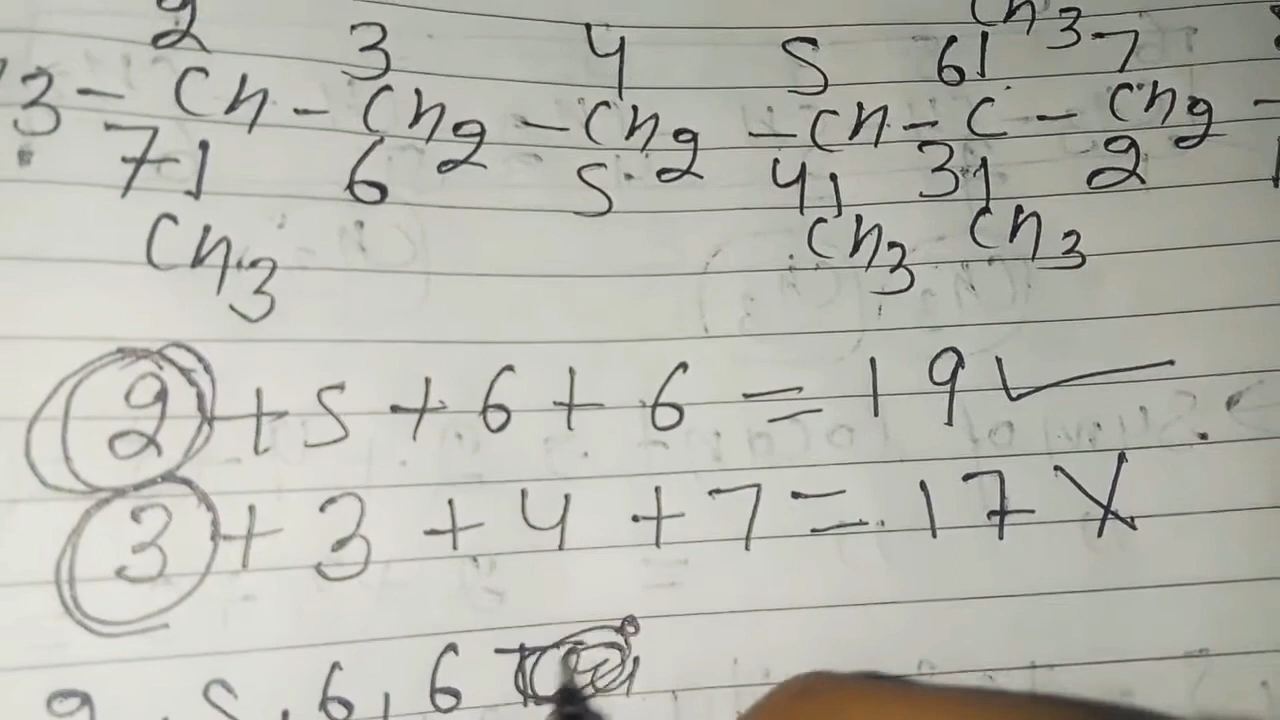 CH3
2 3 4 5 6 7
3 - CH - CH2 - CH2 - CH - C - CH2 -
7 6 5 4 3 2
CH3 CH3 CH3
2 + 5 + 6 + 6 = 19 ✓
3 + 3 + 4 + 7 = 17 X
2, 5, 6, 6